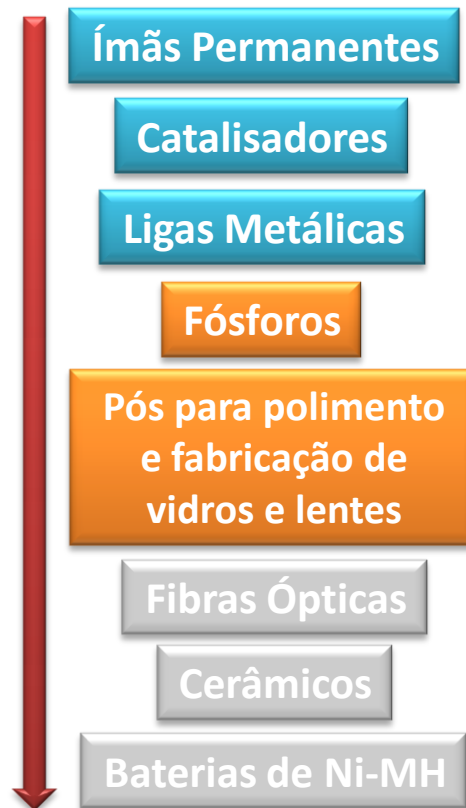 Ímãs Permanentes
Catalisadores
Ligas Metálicas
Fósforos
Pós para polimento
e fabricação de
vidros e lentes
Fibras Ópticas
Cerâmicos
Baterias de Ni-MH